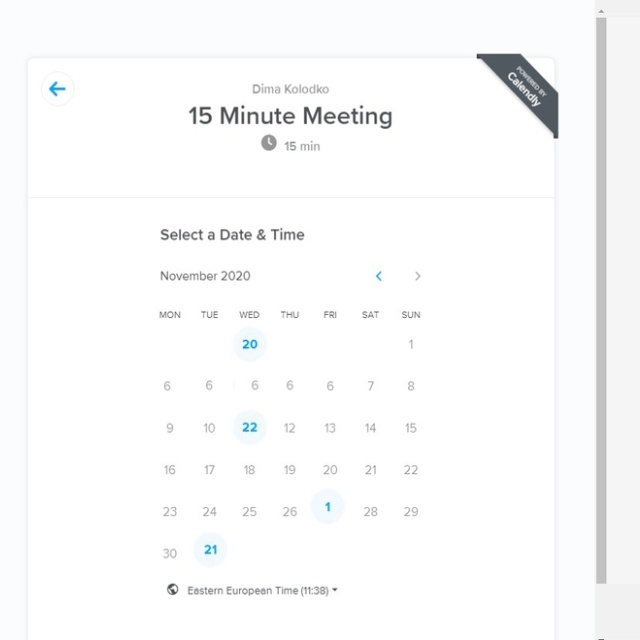 POWERED BY
Calendly
Dima Kolodko
15 Minute Meeting
15 min
Select a Date & Time
November 2020
MON TUE WED THU FRI SAT SUN
20 1
6 6 6 6 6 7 8
9 10 22 12 13 14 15
16 17 18 19 20 21 22
23 24 25 26 1 28 29
30 21
Eastern European Time (11:38)